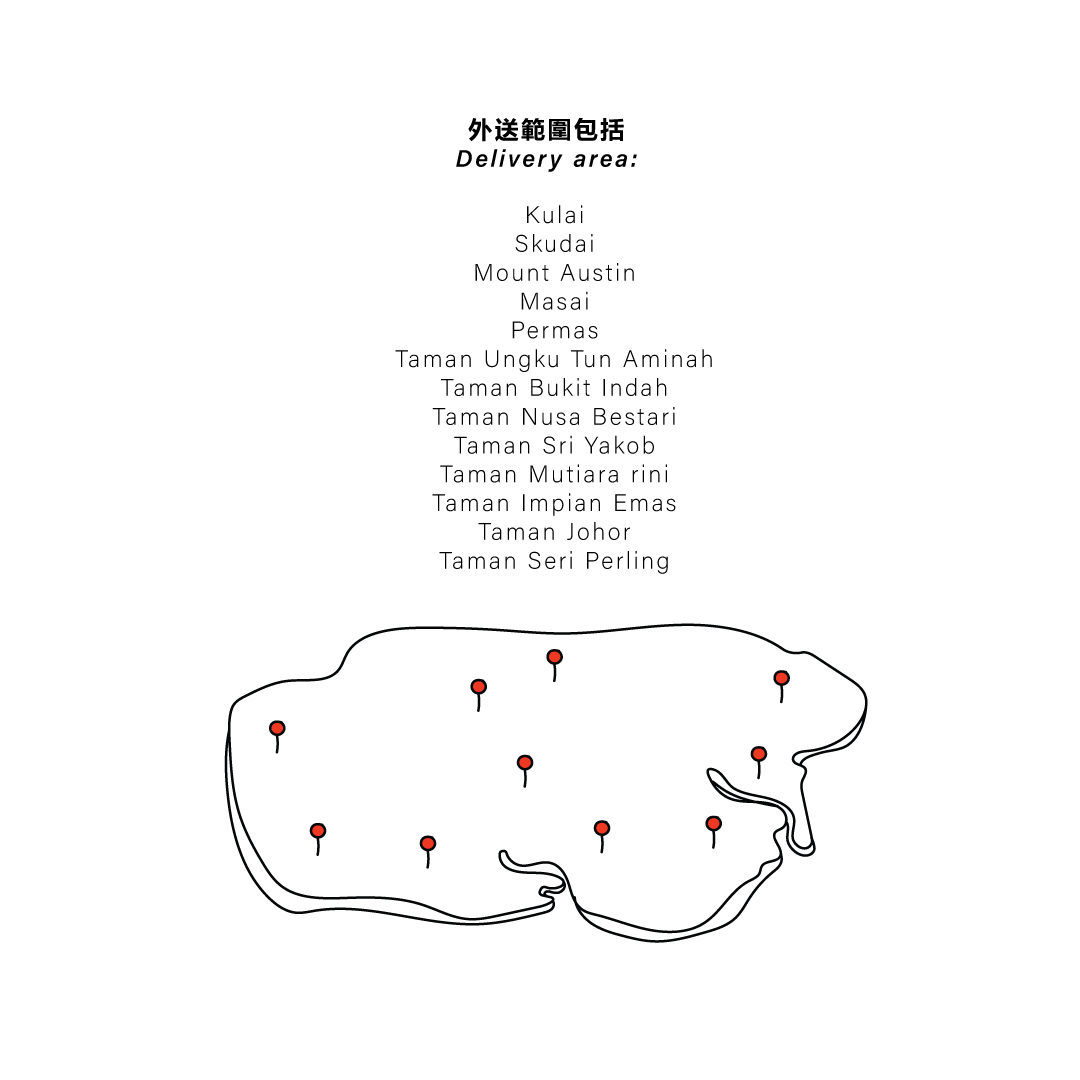 外送範圍包括
Delivery area:
Kulai
Skudai
Mount Austin
Masai
Permas
Taman Ungku Tun Aminah
Taman Bukit Indah
Taman Nusa Bestari
Taman Sri Yakob
Taman Mutiara rini
Taman Impian Emas
Taman Johor
Taman Seri Perling